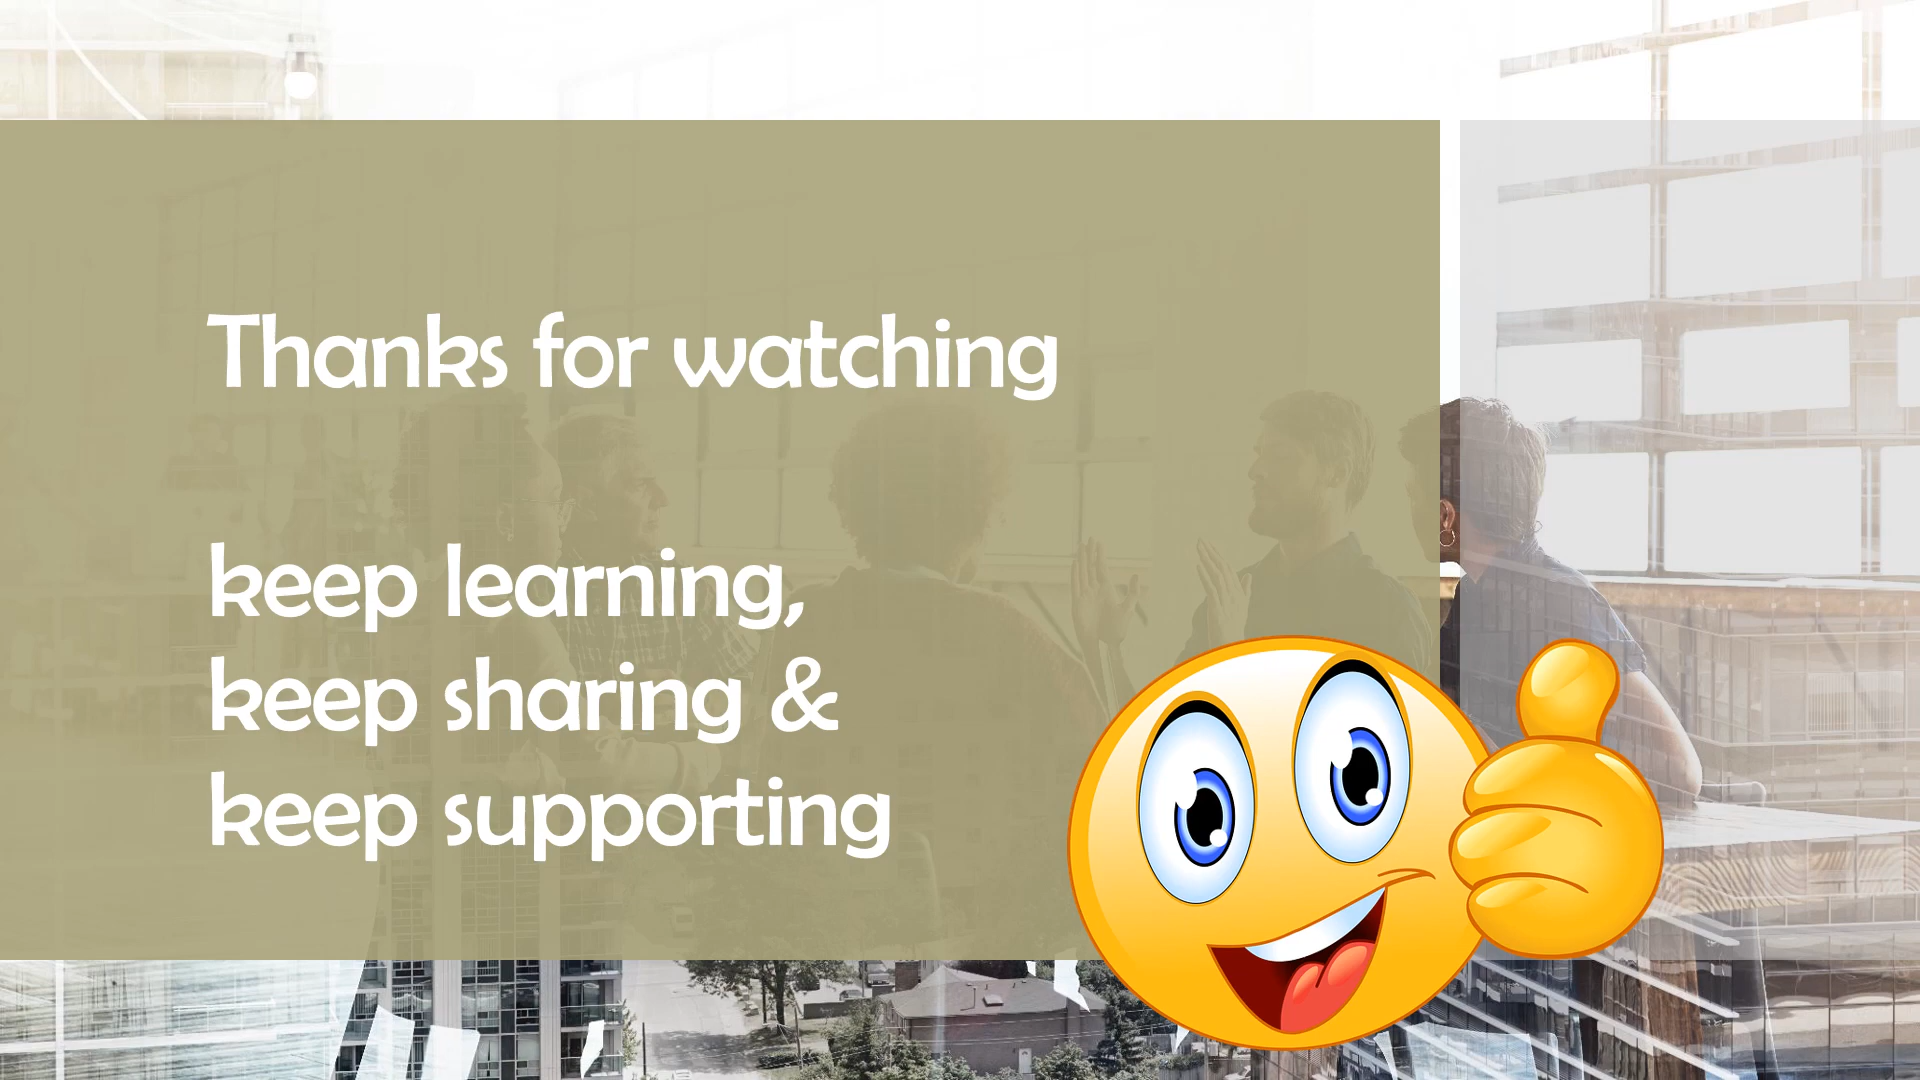 Thanks for watching
keep learning,
keep sharing &
keep supporting